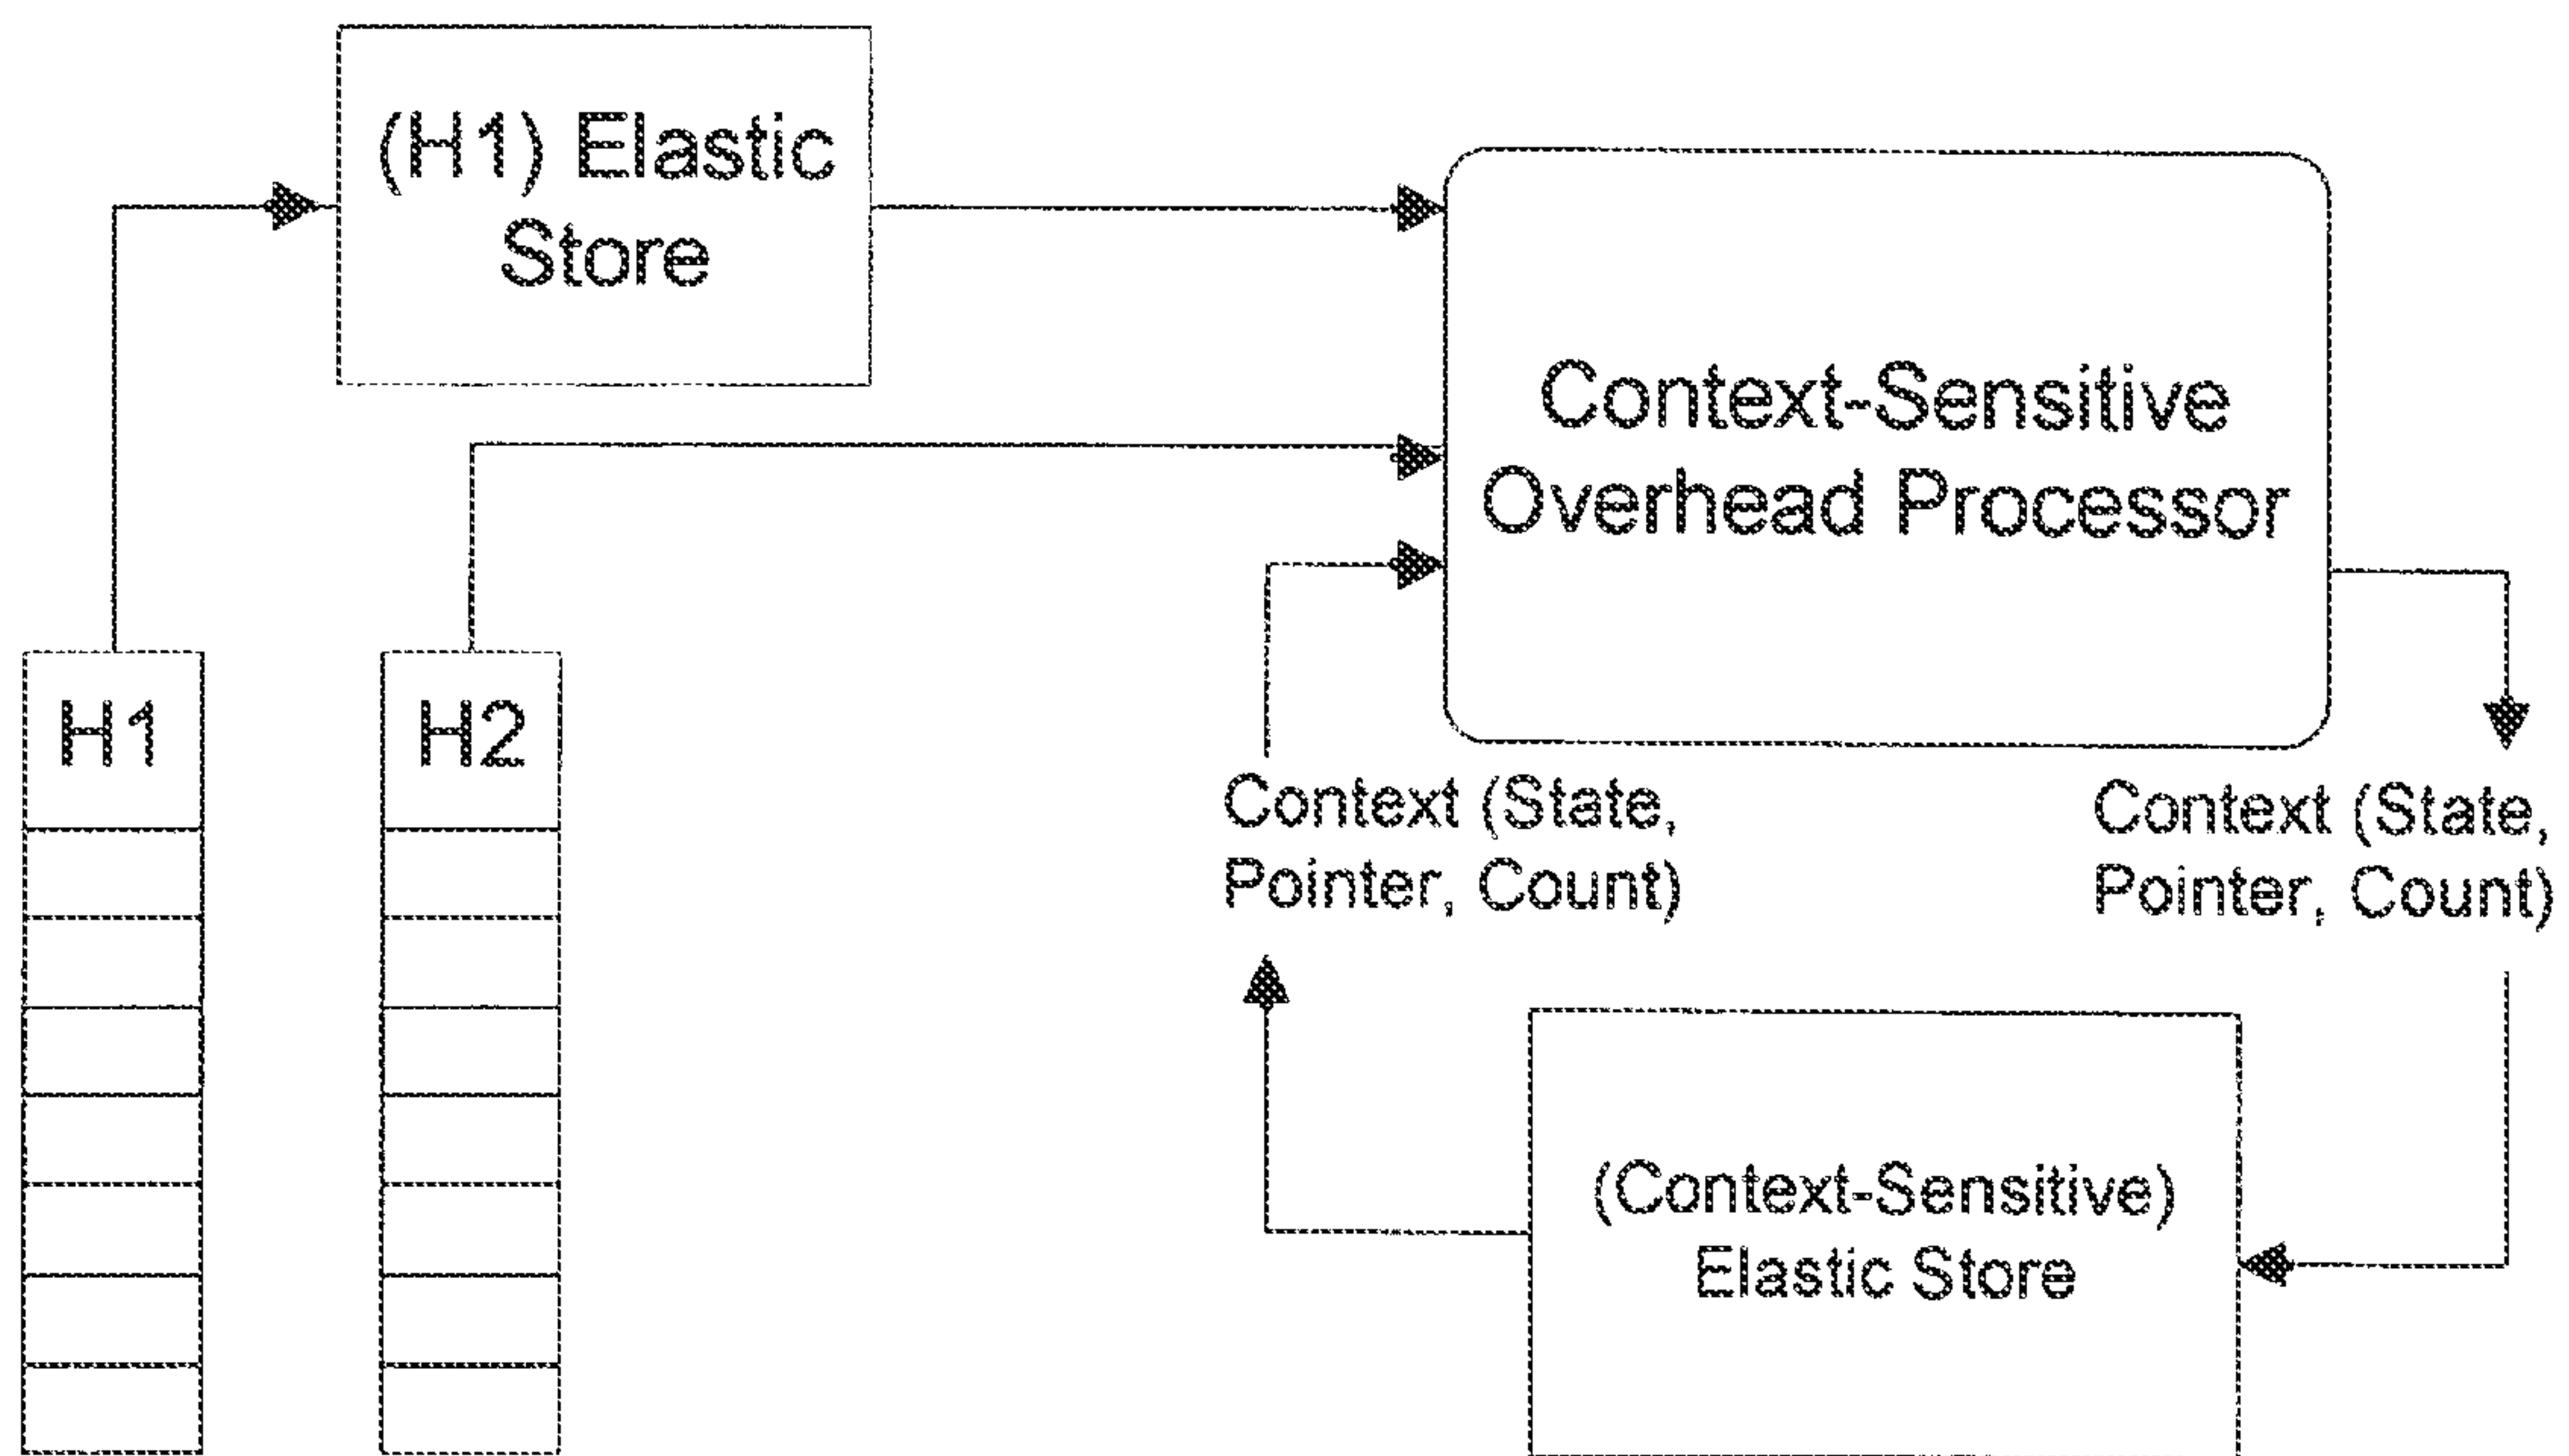 (H1) Elastic
Store
Context-Sensitive
Overhead Processor
H1
H2
Context (State,
Pointer, Count)
Context (State,
Pointer, Count)
(Context-Sensitive)
Elastic Store